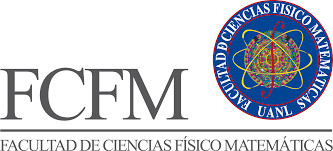 FCFM
FACULTAD DE CIENCIAS FÍSICO MATEMÁTICAS
FACULTAD DE CIENCIAS FÍSICO MATEMÁTICAS
UANL